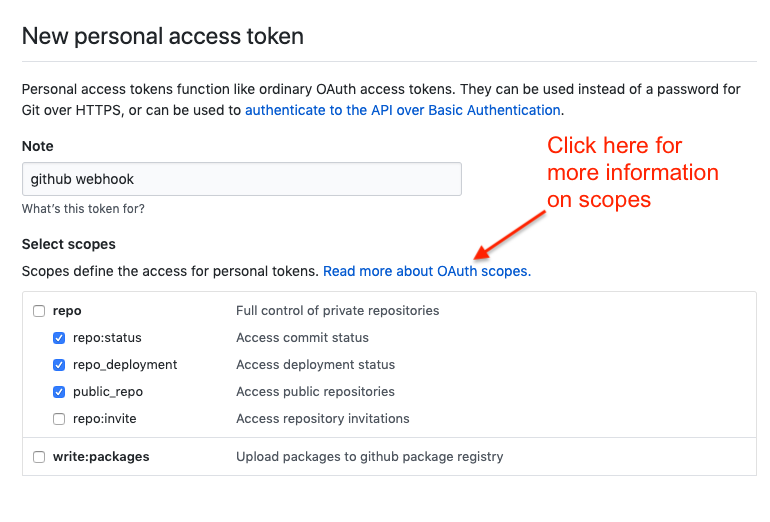 New personal access token
Personal access tokens function like ordinary OAuth access tokens. They can be used instead of a password for
Git over HTTPS, or can be used to authenticate to the API over Basic Authentication.
Note
github webhook
What's this token for?
Click here for
more information
on scopes
Select scopes
Scopes define the access for personal tokens. Read more about OAuth scopes.
repo Full control of private repositories
repo:status Access commit status
repo_deployment Access deployment status
public_repo Access public repositories
repo:invite Access repository invitations
write:packages Upload packages to github package registry